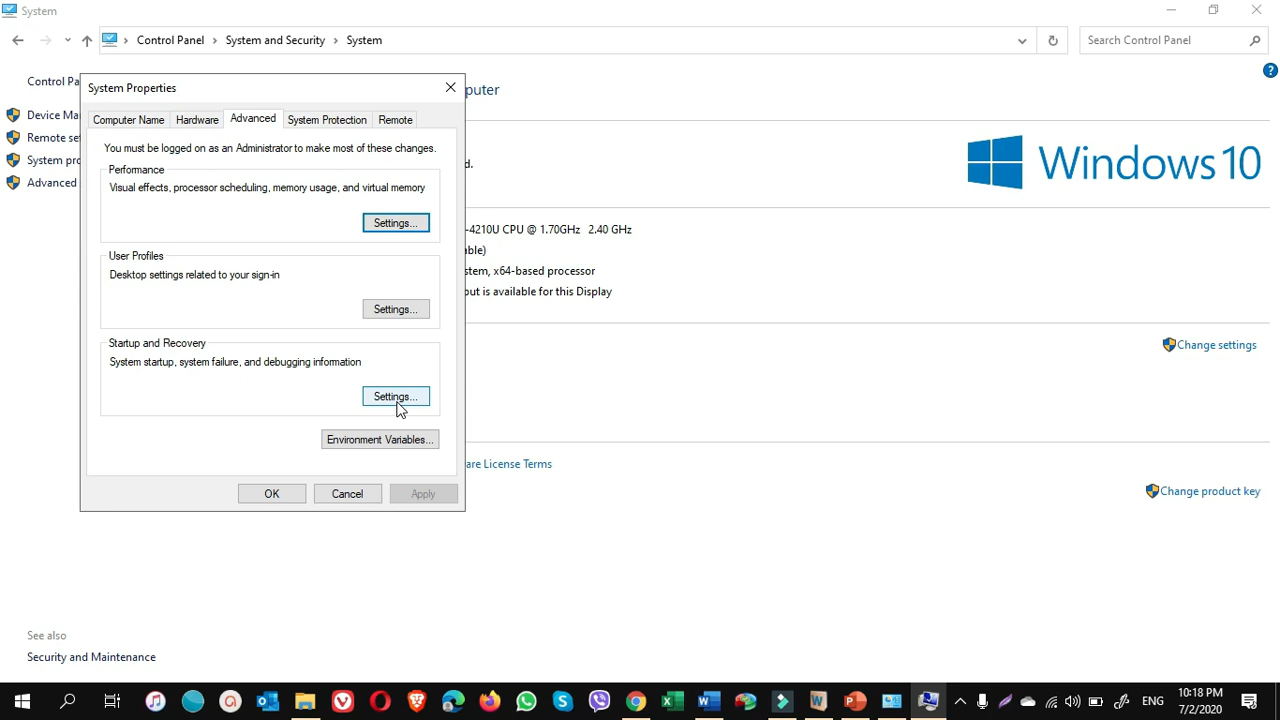 System
Control Panel > System and Security > System
Search Control Panel
Control Pa
System Properties
puter
Device Ma
Computer Name Hardware Advanced System Protection Remote
Remote se
You must be logged on as an Administrator to make most of these changes.
d.
Windows 10
System pro
Performance
Advanced
Visual effects, processor scheduling, memory usage, and virtual memory
Settings...
-4210U CPU @ 1.70GHz 2.40 GHz
able)
User Profiles
Desktop settings related to your sign-in
stem, x64-based processor
put is available for this Display
Settings...
Startup and Recovery
Change settings
System startup, system failure, and debugging information
Settings...
Environment Variables...
are License Terms
OK Cancel Apply
Change product key
See also
Security and Maintenance
ENG
10:18 PM
7/2/2020